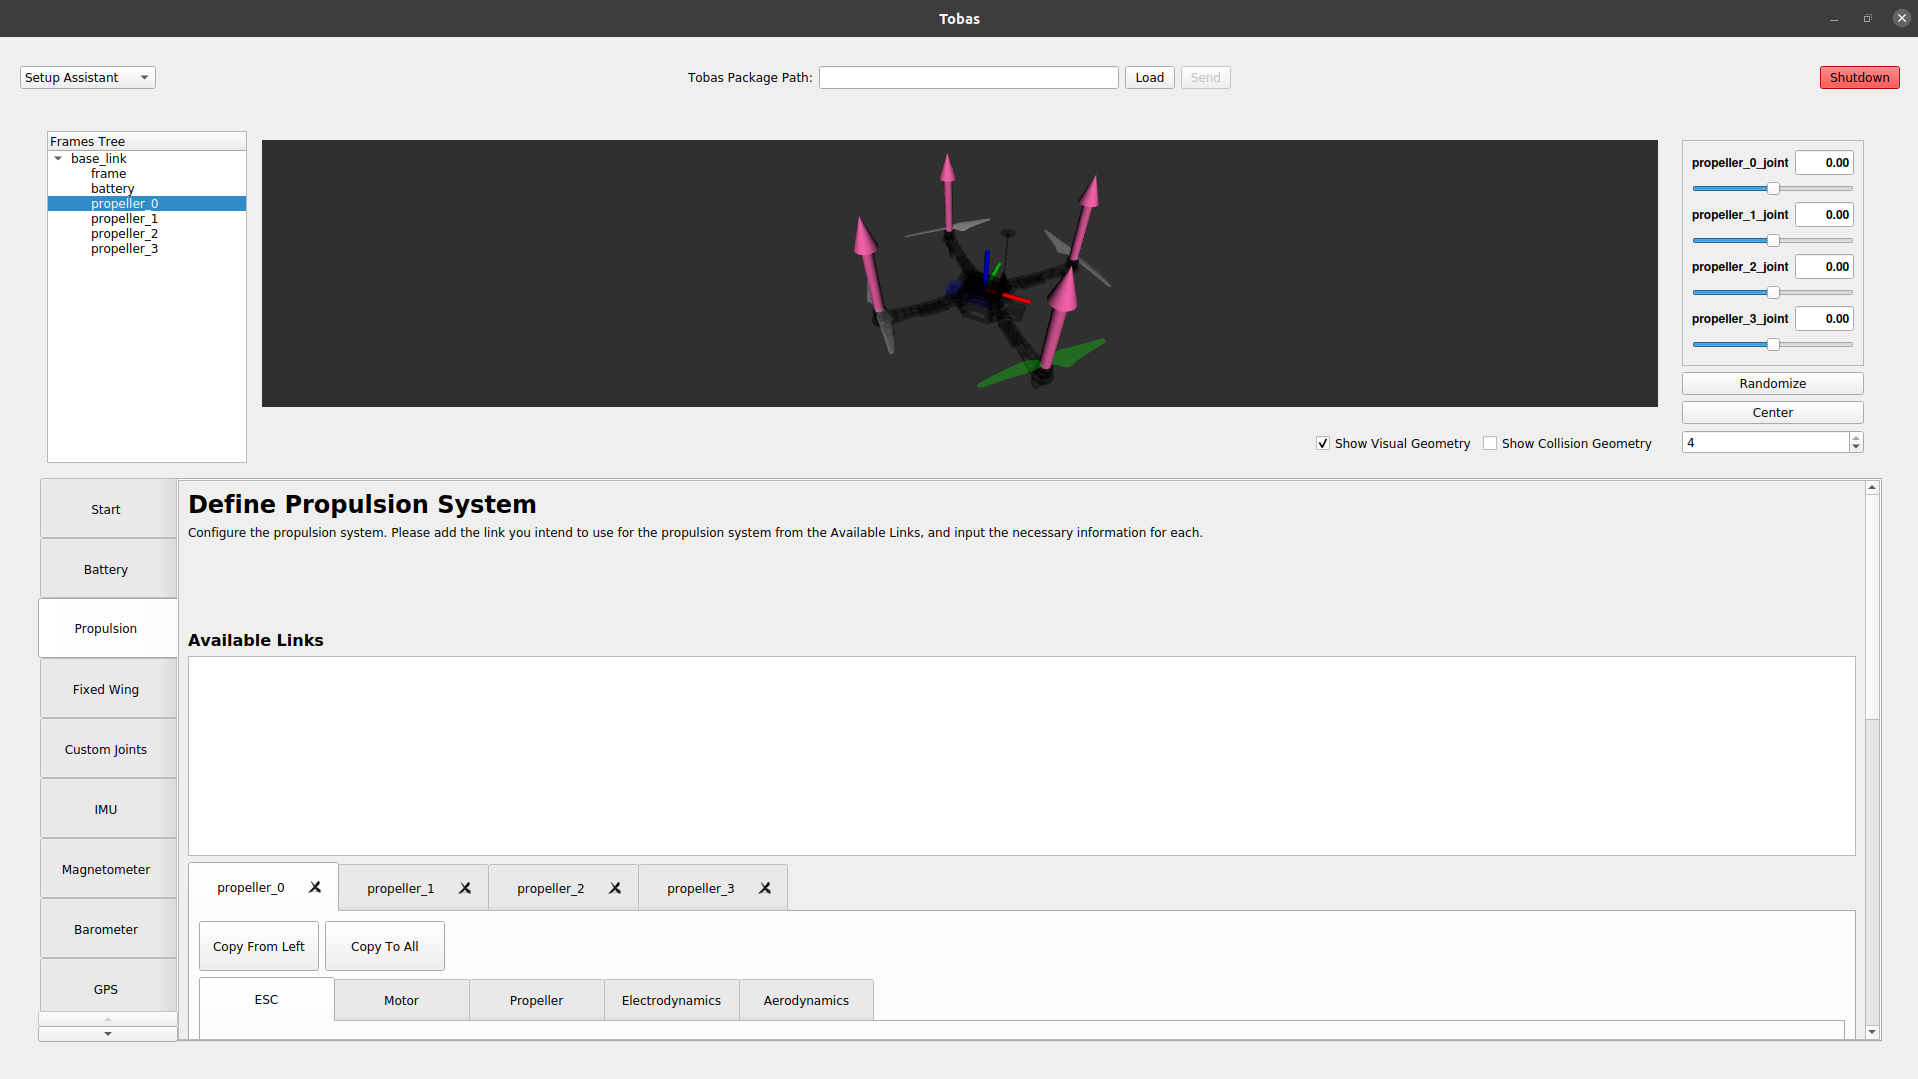 Tobas
Setup Assistant
Tobas Package Path:
Load
Send
Shutdown
Frames Tree
base_link
frame
battery
propeller_0
propeller_1
propeller_2
propeller_3
propeller_0_joint 0.00
propeller_1_joint 0.00
propeller_2_joint 0.00
propeller_3_joint 0.00
Randomize
Center
4
Show Visual Geometry
Show Collision Geometry
Start
Battery
Propulsion
Fixed Wing
Custom Joints
IMU
Magnetometer
Barometer
GPS
Define Propulsion System
Configure the propulsion system. Please add the link you intend to use for the propulsion system from the Available Links, and input the necessary information for each.
Available Links
propeller_0
propeller_1
propeller_2
propeller_3
Copy From Left
Copy To All
ESC
Motor
Propeller
Electrodynamics
Aerodynamics